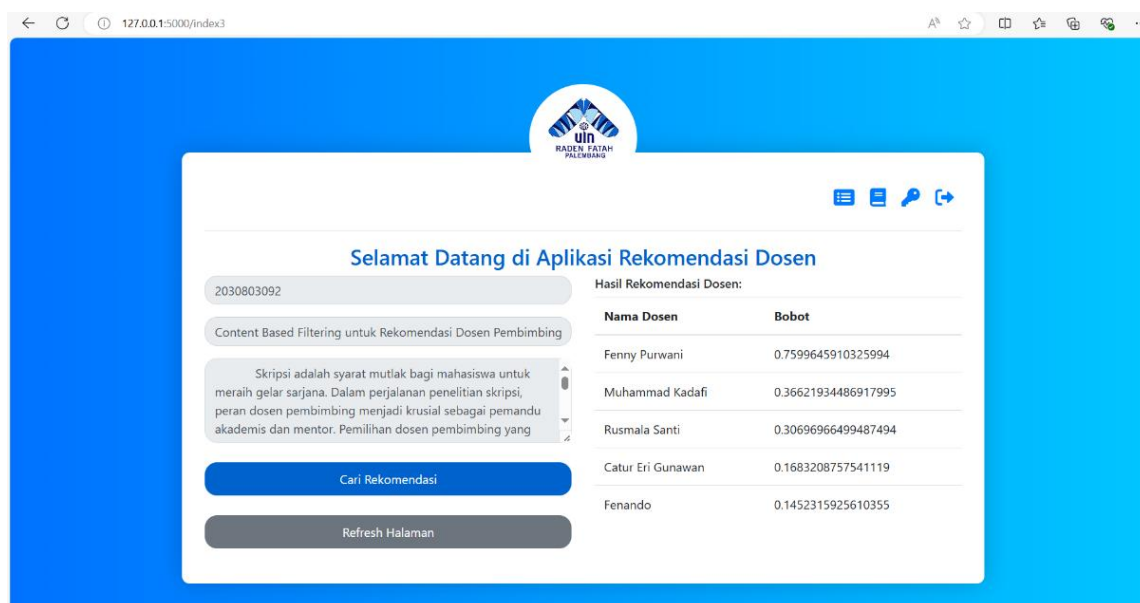 127.0.0.1:5000/index3
uin
RADEN FATAH
PALEMBANG
Selamat Datang di Aplikasi Rekomendasi Dosen
2030803092
Content Based Filtering untuk Rekomendasi Dosen Pembimbing
Skripsi adalah syarat mutlak bagi mahasiswa untuk
meraih gelar sarjana. Dalam perjalanan penelitian skripsi,
peran dosen pembimbing menjadi krusial sebagai pemandu
akademis dan mentor. Pemilihan dosen pembimbing yang
Cari Rekomendasi
Refresh Halaman
Hasil Rekomendasi Dosen:
Nama Dosen Bobot
Fenny Purwani 0.7599645910325994
Muhammad Kadafi 0.36621934486917995
Rusmala Santi 0.30696966499487494
Catur Eri Gunawan 0.1683208757541119
Fenando 0.1452315925610355